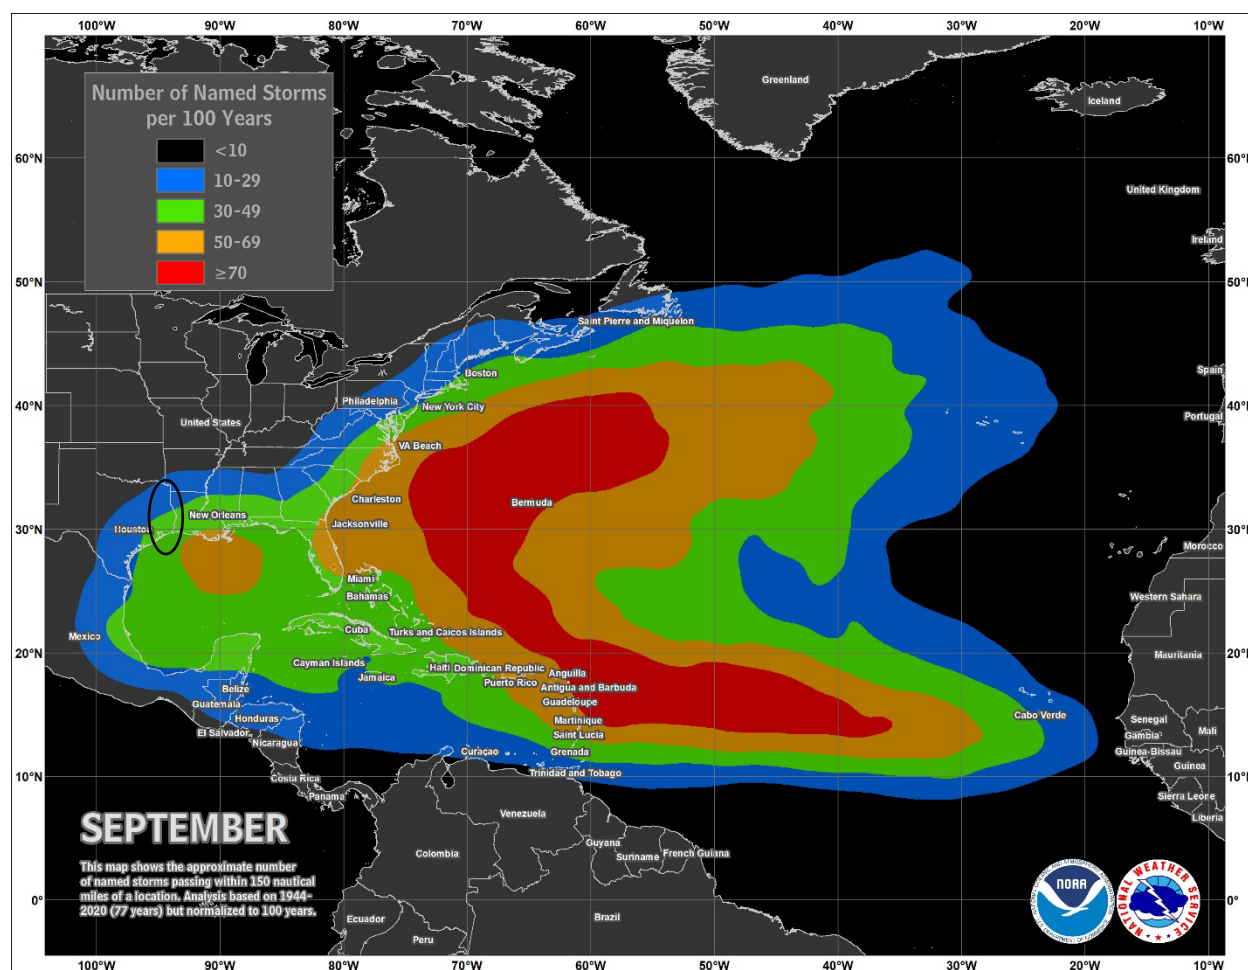 100°W 90°W 80°W 70°W 60°W 50°W 40°W 30°W 20°W 10°W
Greenland
Iceland
Number of Named Storms
per 100 Years
<10
10-29
30-49
50-69
≥70
60°N 60°N
United Kingdom
Ireland
50°N 50°N
Saint Pierre and Miquelon
Boston
Spain
Philadelphia
New York City
40°N 40°N
Portugal
United States
VA Beach
Charleston
Bermuda
New Orleans
Jacksonville
Houston
30°N 30°N
Morocco
Miami
Bahamas
Western Sahara
Cuba
Turks and Caicos Islands
Mexico
20°N 20°N
Mauritania
Cayman Islands
Haiti Dominican Republic
Anguilla
Jamaica
Puerto Rico
Antigua and Barbuda
Belize
Guatemala
Guadeloupe
Cabo Verde
Honduras
Martinique
Senegal
El Salvador
Saint Lucia
Gambia
Mali
Nicaragua
Curaçao
Grenada
Guinea-Bissau
Guinea
10°N 10°N
Costa Rica
Trinidad and Tobago
Panama
Sierra Leone
Venezuela
Liberia
Guyana
Colombia
Suriname
French Guiana
SEPTEMBER
This map shows the approximate number
of named storms passing within 150 nautical
miles of a location. Analysis based on 1944-
2020 (77 years) but normalized to 100 years.
0° 0°
Ecuador
Brazil
Peru
NOAA
NATIONAL WEATHER SERVICE
100°W 90°W 80°W 70°W 60°W 50°W 40°W 30°W 20°W 10°W